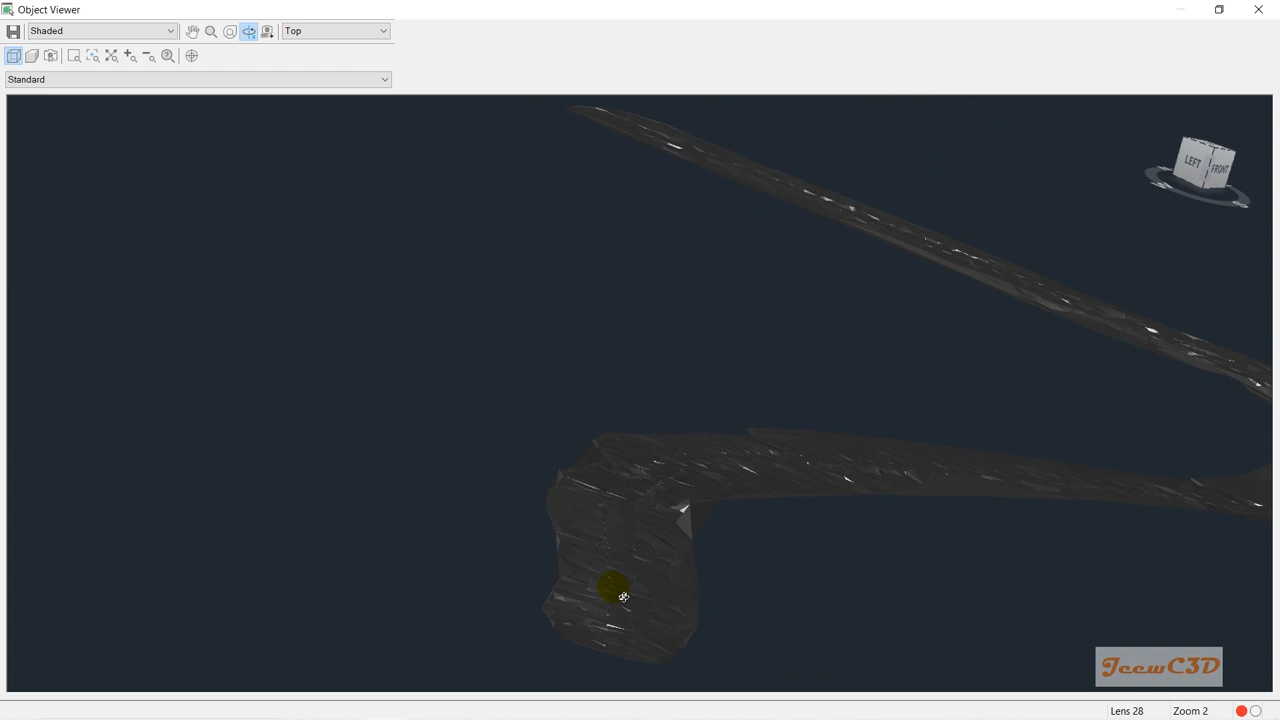 Object Viewer
Shaded
Top
Standard
LEFT
FRONT
JeewC3D
Lens 28
Zoom 2